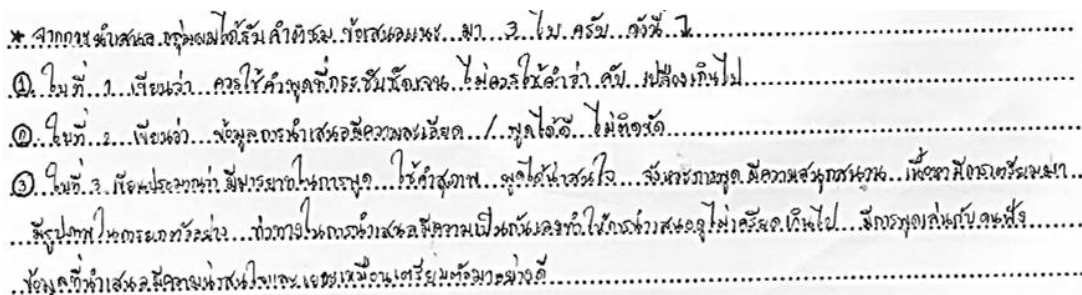 * จากการนำเสนอ กลุ่มผมได้รับคำติชม ข้อเสนอแนะ มา 3 ใบ ครับ ดังนี้ ↴
① ใบที่ 1 เขียนว่า ควรใช้คำพูดที่กระชับชัดเจน ไม่ควรใช้คำว่า คับ เปลืองเกินไป
② ใบที่ 2 เขียนว่า ข้อมูลการนำเสนอมีความละเอียด / พูดได้ดี ไม่ติดขัด
③ ใบที่ 3 เขียนประมาณว่า มีมารยาทในการพูด ใช้คำสุภาพ พูดได้น่าสนใจ จังหวะการพูด มีความสนุกสนาน เนื้อหามีการเตรียมมา
มีรูปภาพในการยกตัวอย่าง ท่าทางในการนำเสนอมีความเป็นกันเองทำให้การนำเสนอดูไม่เครียดเกินไป มีการพูดเล่นกับคนฟัง
ข้อมูลที่นำเสนอมีความน่าสนใจและเยอะเหมือนเตรียมตัวมาอย่างดี